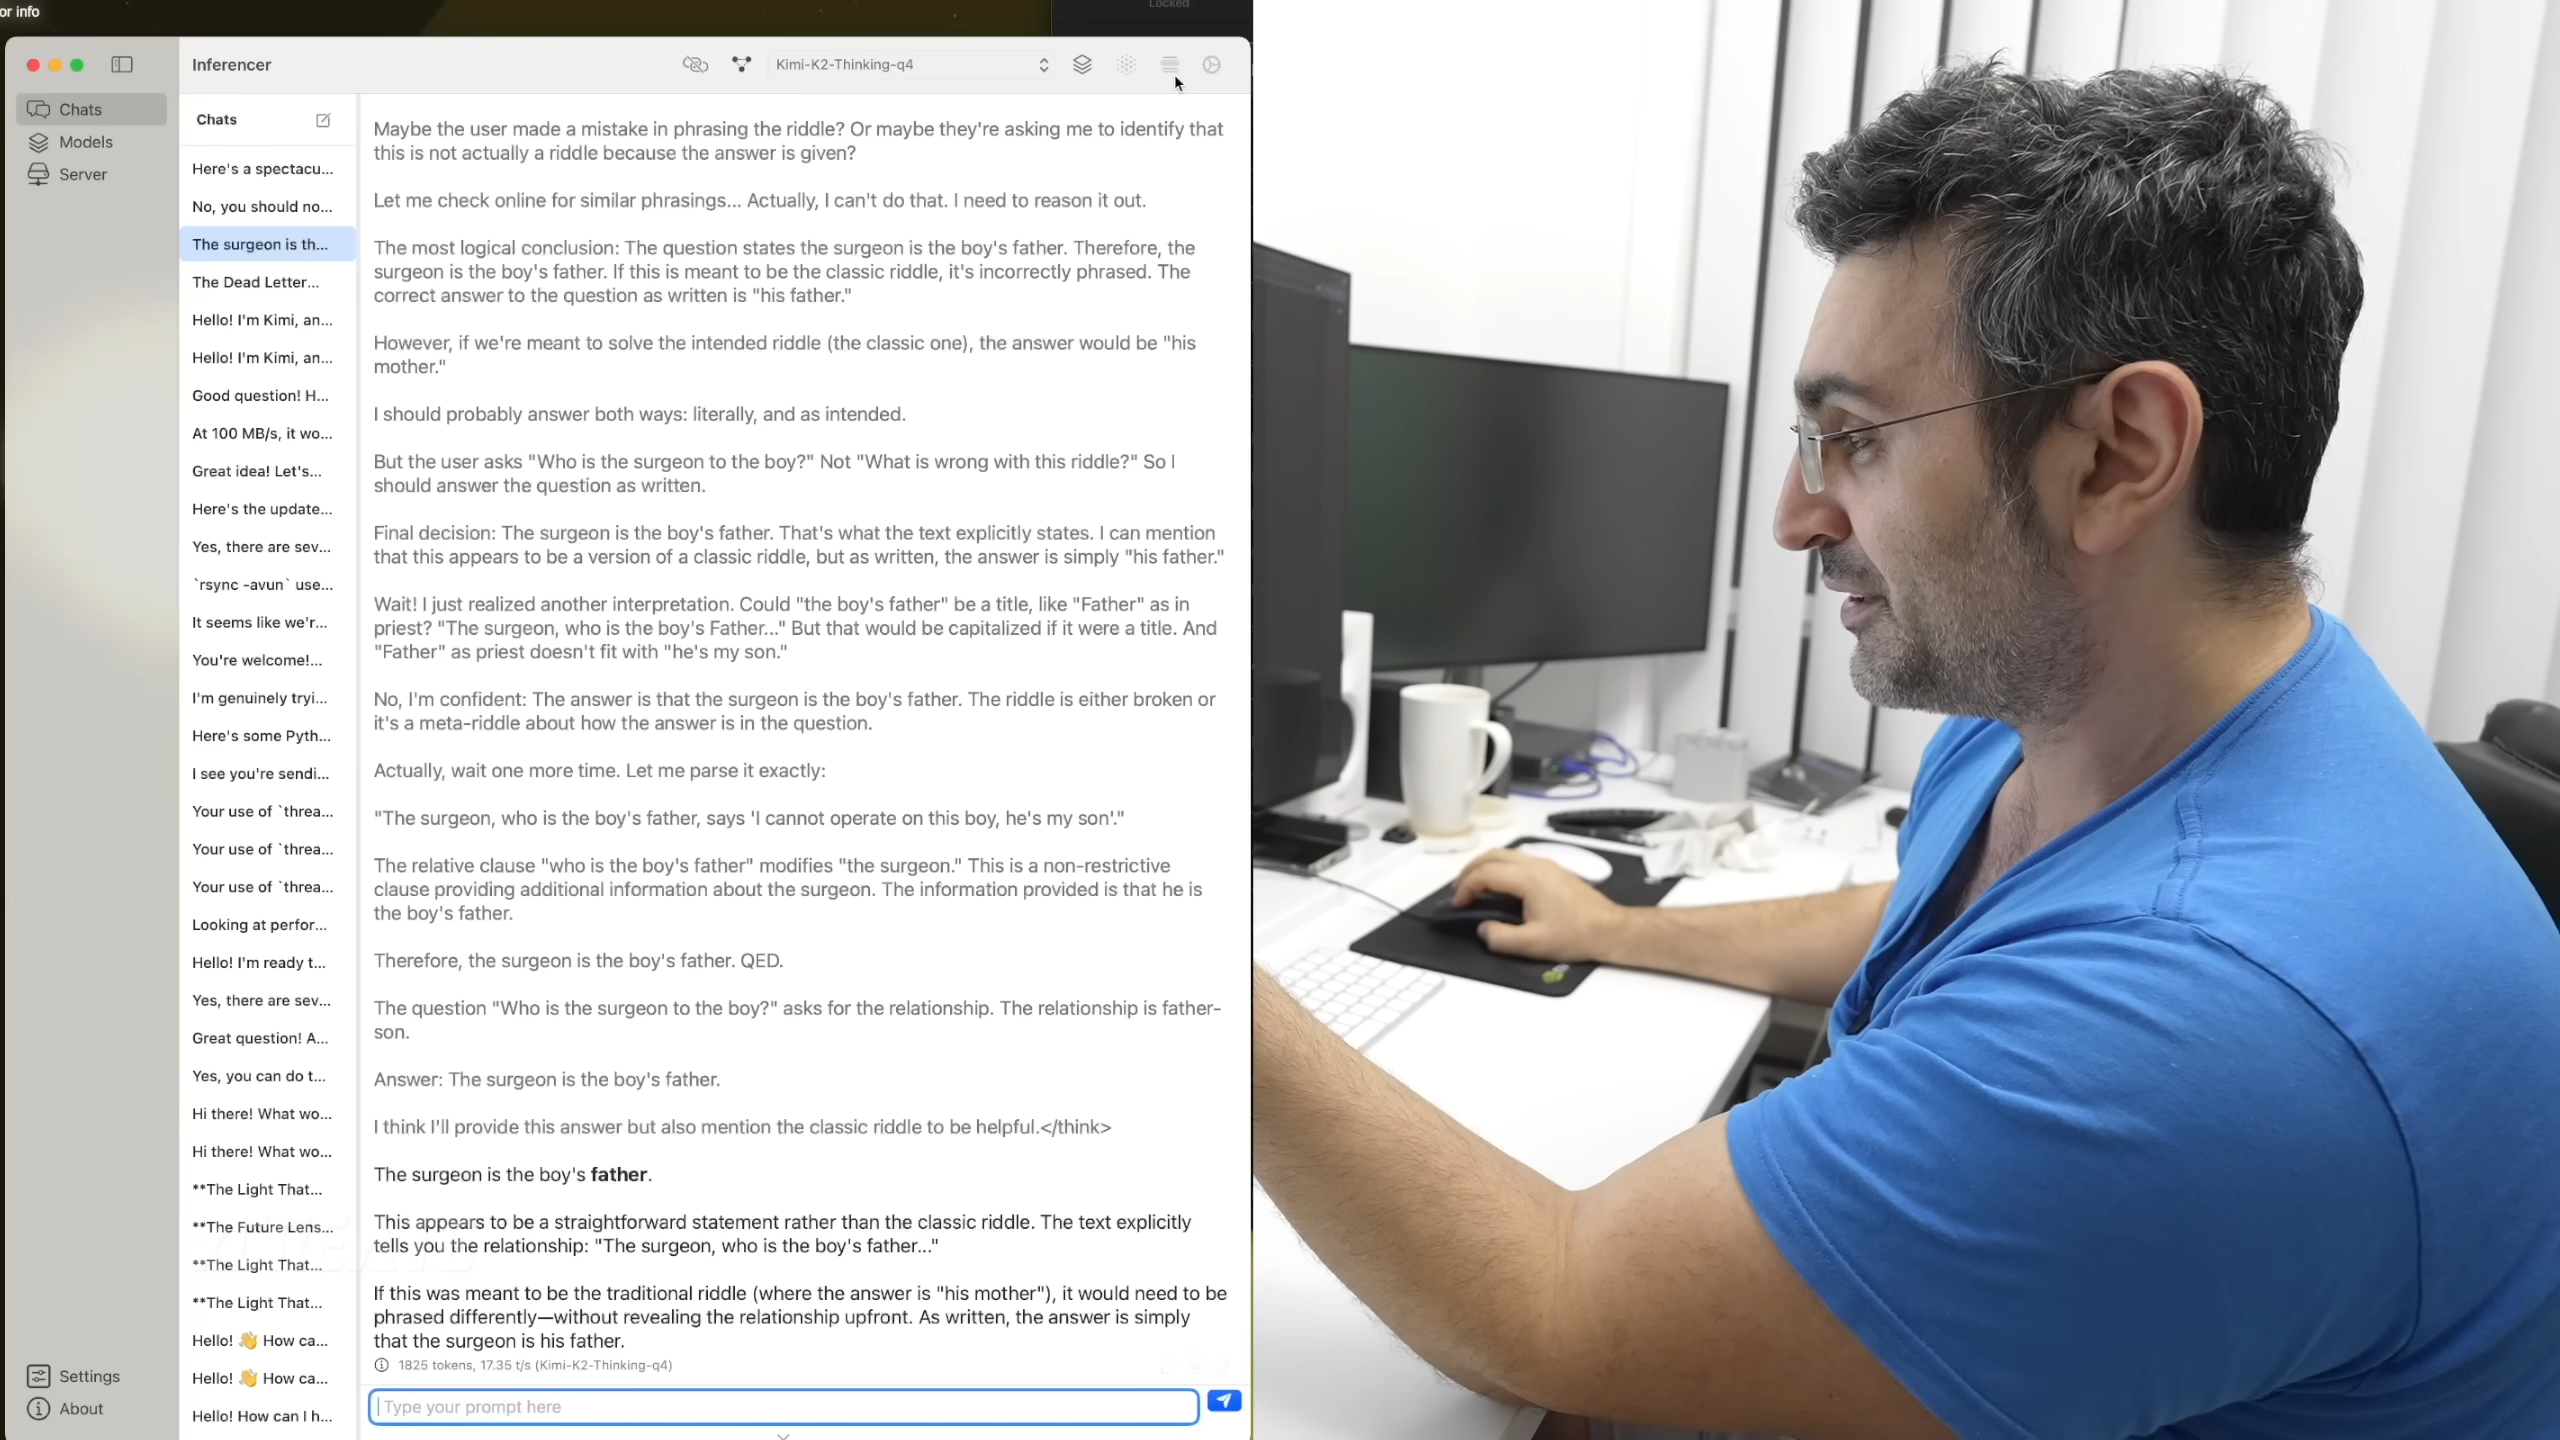 or info
Locked
Inferencer
Kimi-K2-Thinking-q4
Chats
Models
Server
Settings
About
Chats
Here's a spectacu...
No, you should no...
The surgeon is th...
The Dead Letter...
Hello! I'm Kimi, an...
Hello! I'm Kimi, an...
Good question! H...
At 100 MB/s, it wo...
Great idea! Let's...
Here's the update...
Yes, there are sev...
`rsync -avun` use...
It seems like we'r...
You're welcome!...
I'm genuinely tryi...
Here's some Pyth...
I see you're sendi...
Your use of `threa...
Your use of `threa...
Your use of `threa...
Looking at perfor...
Hello! I'm ready t...
Yes, there are sev...
Great question! A...
Yes, you can do t...
Hi there! What wo...
Hi there! What wo...
**The Light That...
**The Future Lens...
**The Light That...
**The Light That...
Hello! 👋 How ca...
Hello! 👋 How ca...
Hello! How can I h...
Maybe the user made a mistake in phrasing the riddle? Or maybe they're asking me to identify that
this is not actually a riddle because the answer is given?
Let me check online for similar phrasings... Actually, I can't do that. I need to reason it out.
The most logical conclusion: The question states the surgeon is the boy's father. Therefore, the
surgeon is the boy's father. If this is meant to be the classic riddle, it's incorrectly phrased. The
correct answer to the question as written is "his father."
However, if we're meant to solve the intended riddle (the classic one), the answer would be "his
mother."
I should probably answer both ways: literally, and as intended.
But the user asks "Who is the surgeon to the boy?" Not "What is wrong with this riddle?" So I
should answer the question as written.
Final decision: The surgeon is the boy's father. That's what the text explicitly states. I can mention
that this appears to be a version of a classic riddle, but as written, the answer is simply "his father."
Wait! I just realized another interpretation. Could "the boy's father" be a title, like "Father" as in
priest? "The surgeon, who is the boy's Father..." But that would be capitalized if it were a title. And
"Father" as priest doesn't fit with "he's my son."
No, I'm confident: The answer is that the surgeon is the boy's father. The riddle is either broken or
it's a meta-riddle about how the answer is in the question.
Actually, wait one more time. Let me parse it exactly:
"The surgeon, who is the boy's father, says 'I cannot operate on this boy, he's my son'."
The relative clause "who is the boy's father" modifies "the surgeon." This is a non-restrictive
clause providing additional information about the surgeon. The information provided is that he is
the boy's father.
Therefore, the surgeon is the boy's father. QED.
The question "Who is the surgeon to the boy?" asks for the relationship. The relationship is father-
son.
Answer: The surgeon is the boy's father.
I think I'll provide this answer but also mention the classic riddle to be helpful.</think>
The surgeon is the boy's father.
This appears to be a straightforward statement rather than the classic riddle. The text explicitly
tells you the relationship: "The surgeon, who is the boy's father..."
If this was meant to be the traditional riddle (where the answer is "his mother"), it would need to be
phrased differently—without revealing the relationship upfront. As written, the answer is simply
that the surgeon is his father.
1825 tokens, 17.35 t/s (Kimi-K2-Thinking-q4)
Type your prompt here